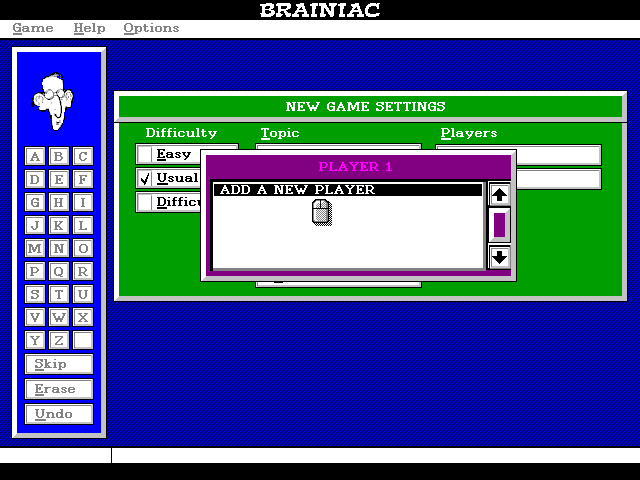 BRAINIAC
Game Help Options
NEW GAME SETTINGS
Difficulty Topic Players
Easy
Usual
PLAYER 1
ADD A NEW PLAYER
A B C
D E F
G H I
J K L
M N O
P Q R
S T U
V W X
Y Z
Skip
Erase
Undo